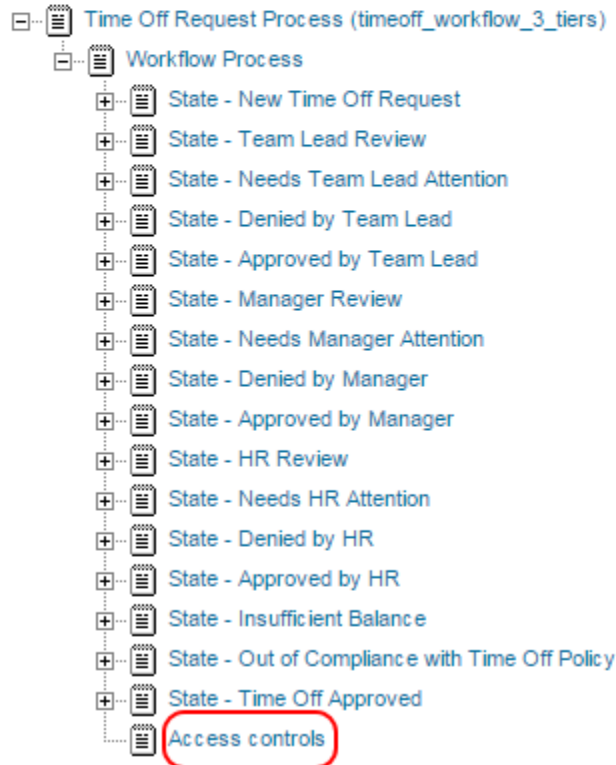 Time Off Request Process (timeoff_workflow_3_tiers)
Workflow Process
State - New Time Off Request
State - Team Lead Review
State - Needs Team Lead Attention
State - Denied by Team Lead
State - Approved by Team Lead
State - Manager Review
State - Needs Manager Attention
State - Denied by Manager
State - Approved by Manager
State - HR Review
State - Needs HR Attention
State - Denied by HR
State - Approved by HR
State - Insufficient Balance
State - Out of Compliance with Time Off Policy
State - Time Off Approved
Access controls